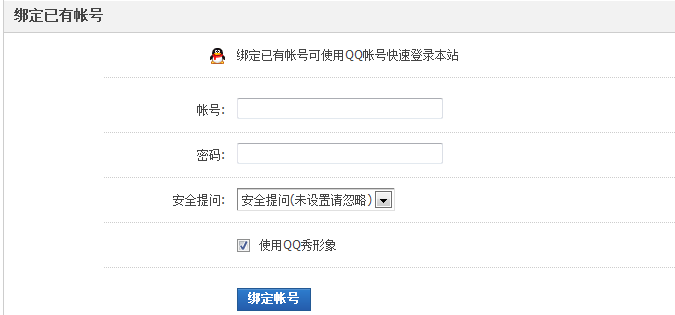 绑定已有帐号
绑定已有帐号可使用QQ帐号快速登录本站
帐号:
密码:
安全提问: 安全提问(未设置请忽略)
使用QQ秀形象
绑定帐号